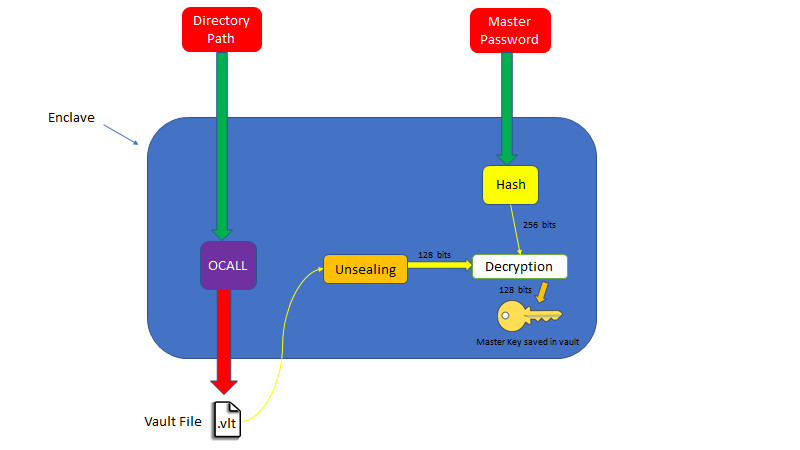 Directory
Path
Master
Password
Enclave
Hash
256 bits
OCALL
Unsealing
128 bits
Decryption
128 bits
Master Key saved in vault
Vault File
.vlt